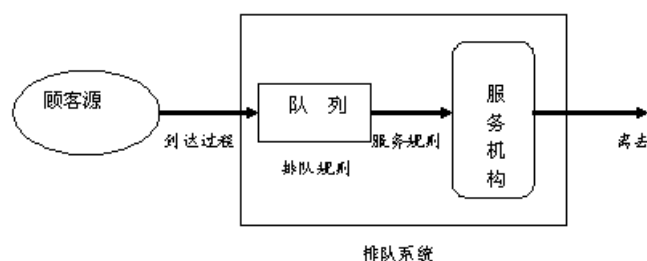 顾客源
队 列
服务机构
到达过程
服务规则
离去
排队规则
排队系统